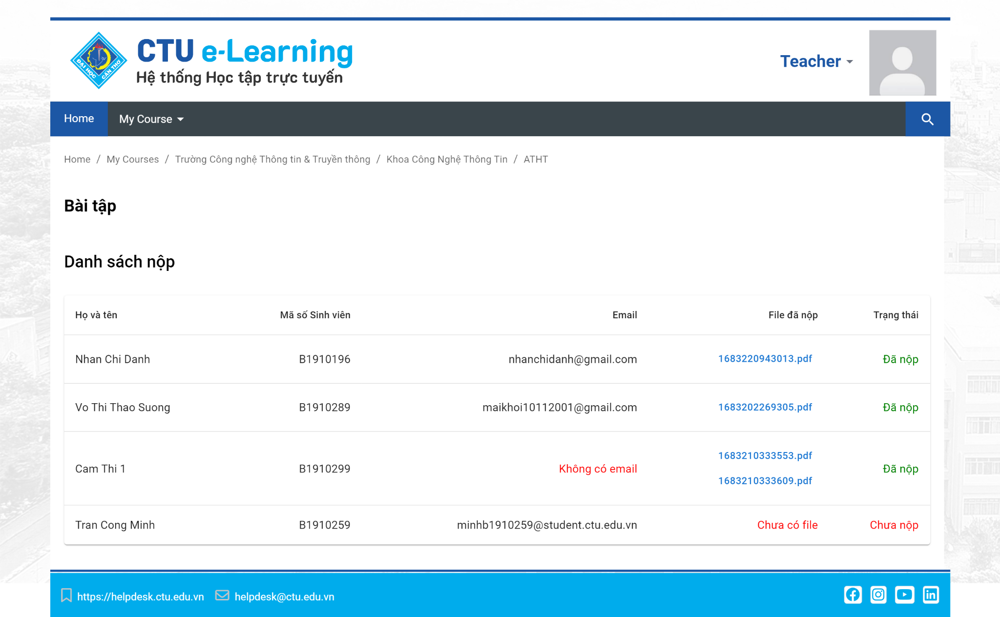 ĐẠI HỌC CẦN THƠ
CTU e-Learning
Hệ thống Học tập trực tuyến
Teacher
Home My Course
Home / My Courses / Trường Công nghệ Thông tin & Truyền thông / Khoa Công Nghệ Thông Tin / ATHT
Bài tập
Danh sách nộp
Họ và tên Mã số Sinh viên Email File đã nộp Trạng thái
Nhan Chi Danh B1910196 nhanchidanh@gmail.com 1683220943013.pdf Đã nộp
Vo Thi Thao Suong B1910289 maikhoi10112001@gmail.com 1683202269305.pdf Đã nộp
Cam Thi 1 B1910299 Không có email 1683210333553.pdf Đã nộp
1683210333609.pdf
Tran Cong Minh B1910259 minhb1910259@student.ctu.edu.vn Chưa có file Chưa nộp
https://helpdesk.ctu.edu.vn helpdesk@ctu.edu.vn